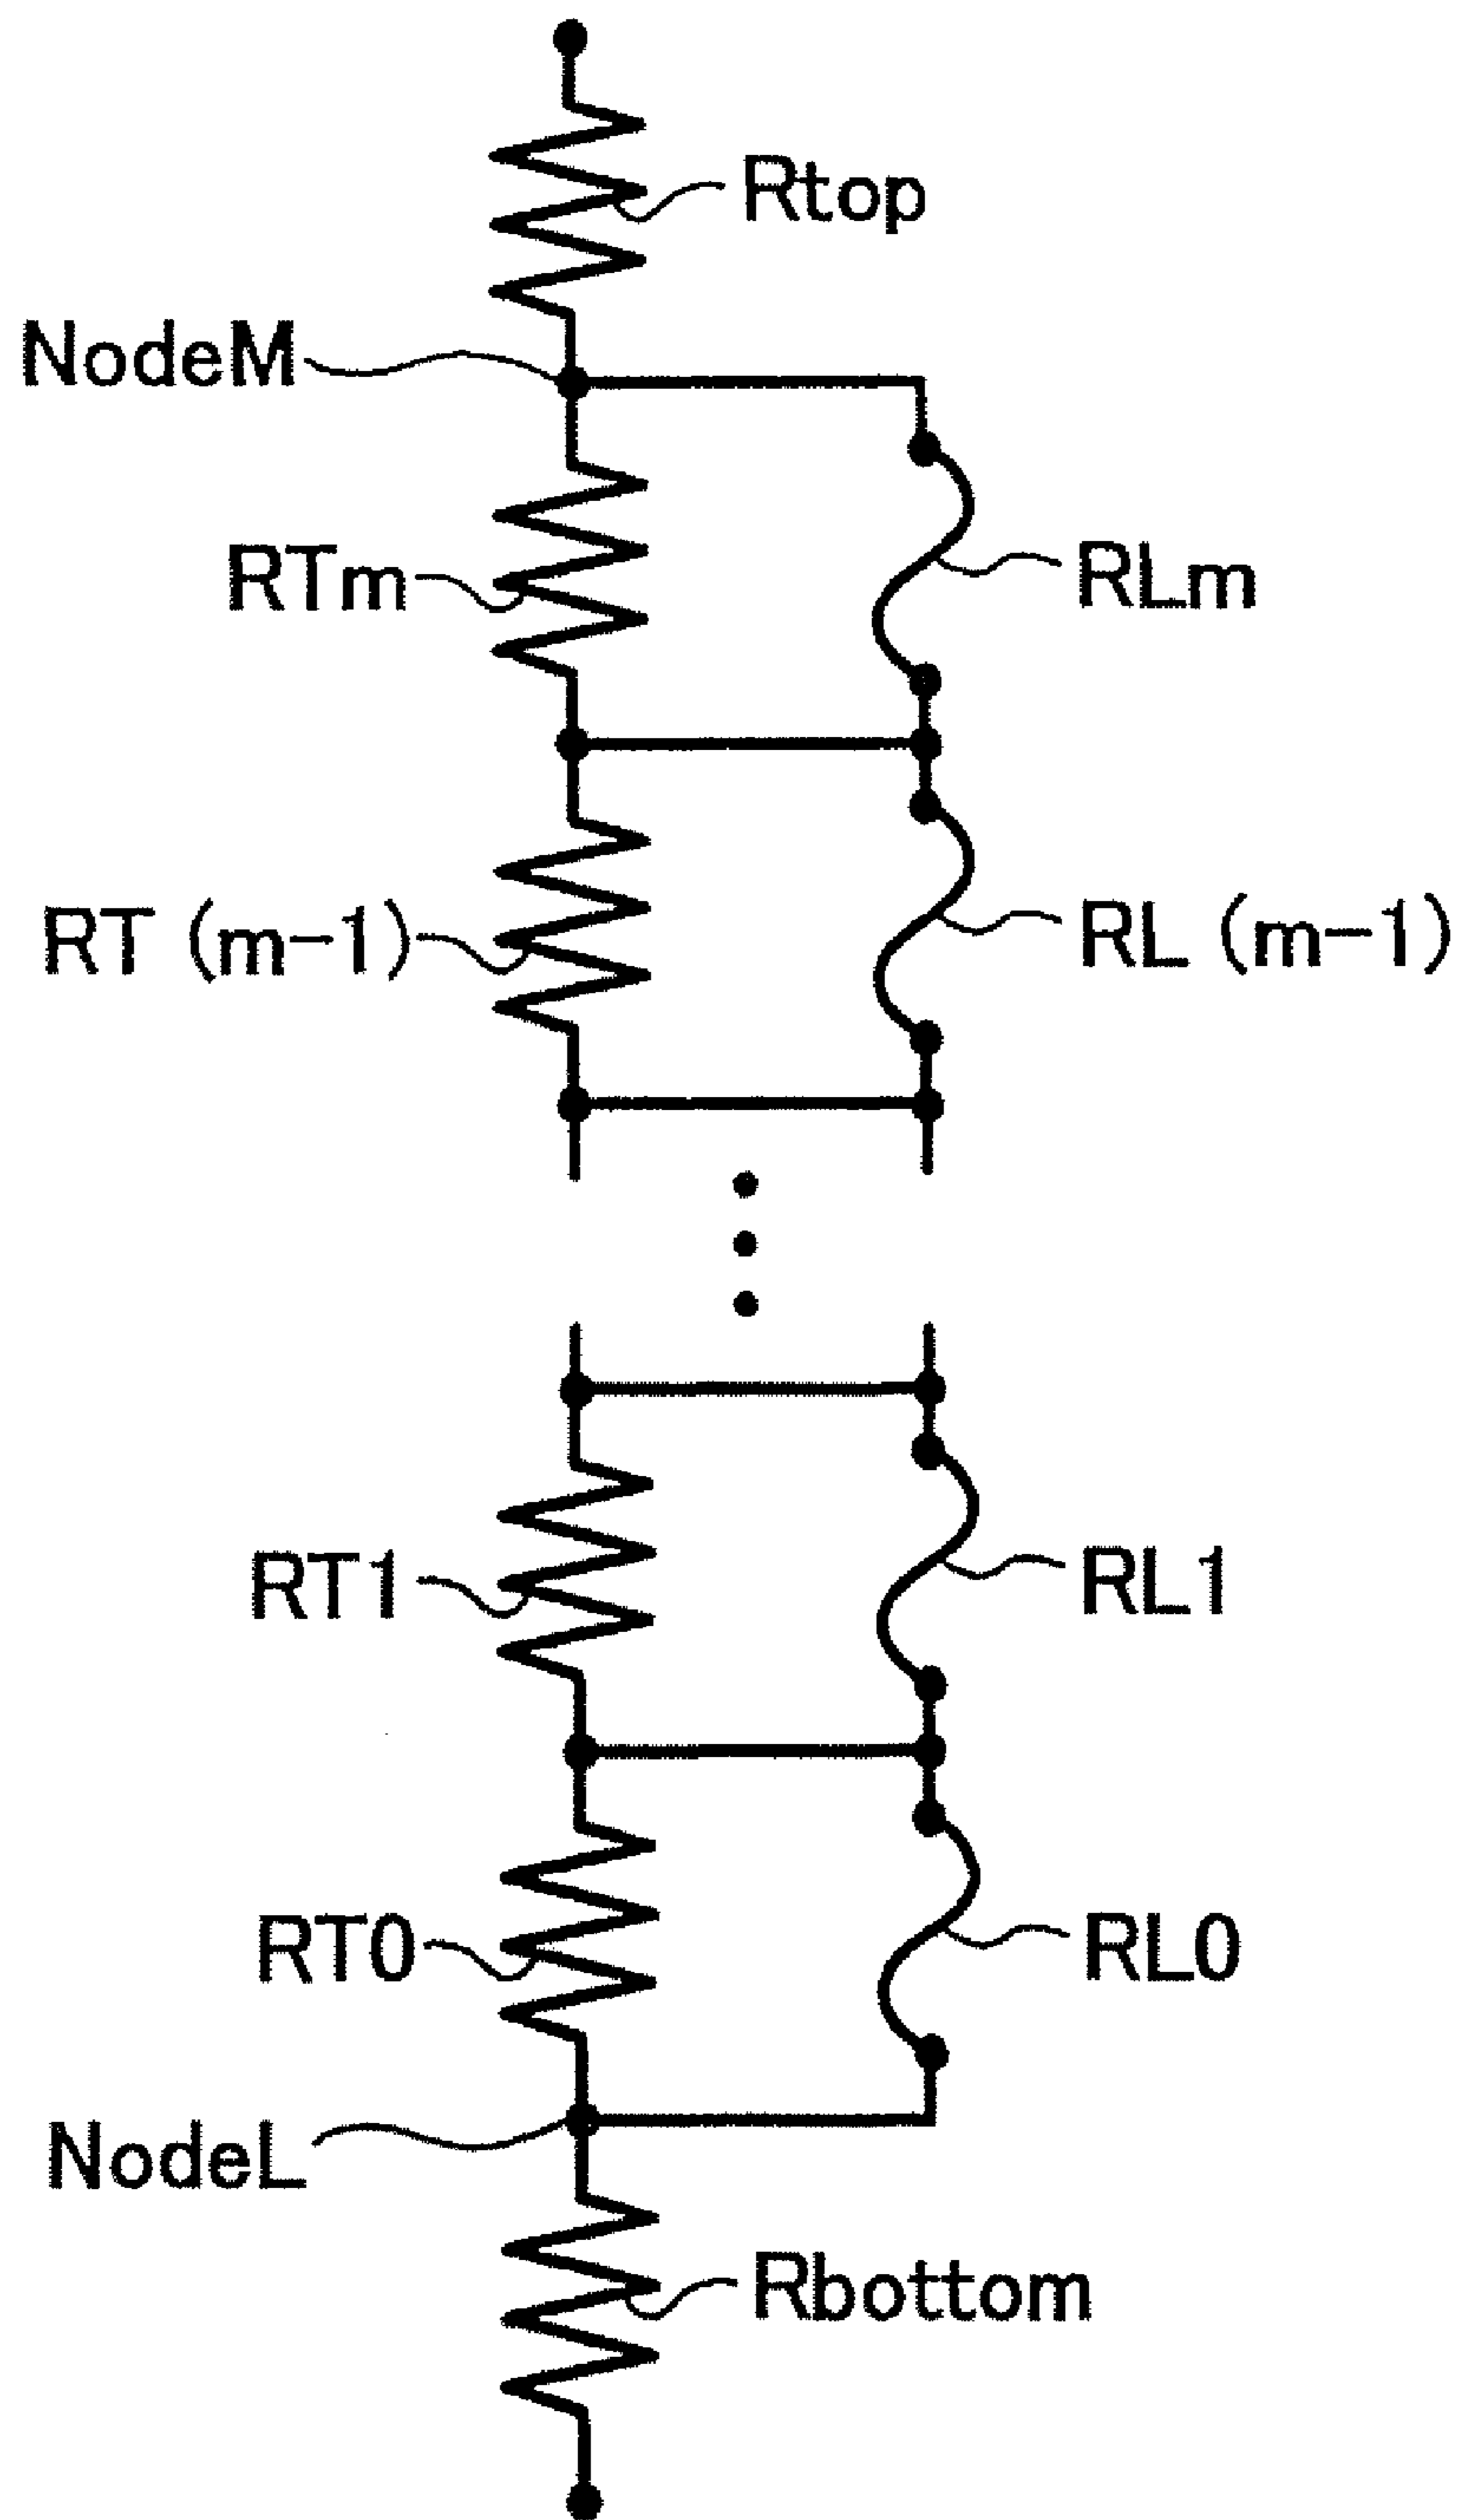 Rtop
NodeM
RTm
RLm
RT (m-1)
RL (m-1)
RT1
RL1
RT0
RL0
NodeL
Rbottom